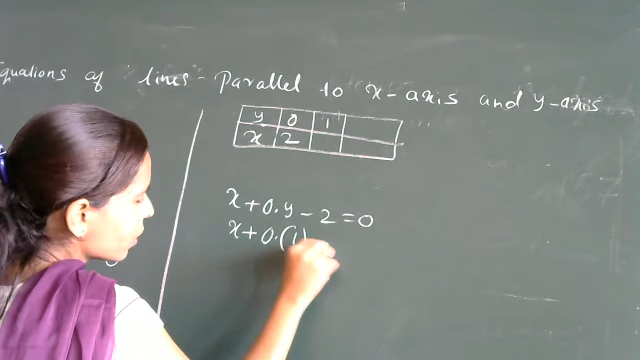 quations of lines - Parallel to x-axis and y-axis
y 0 1
x 2
x+0.y-2=0
x+0.(1)